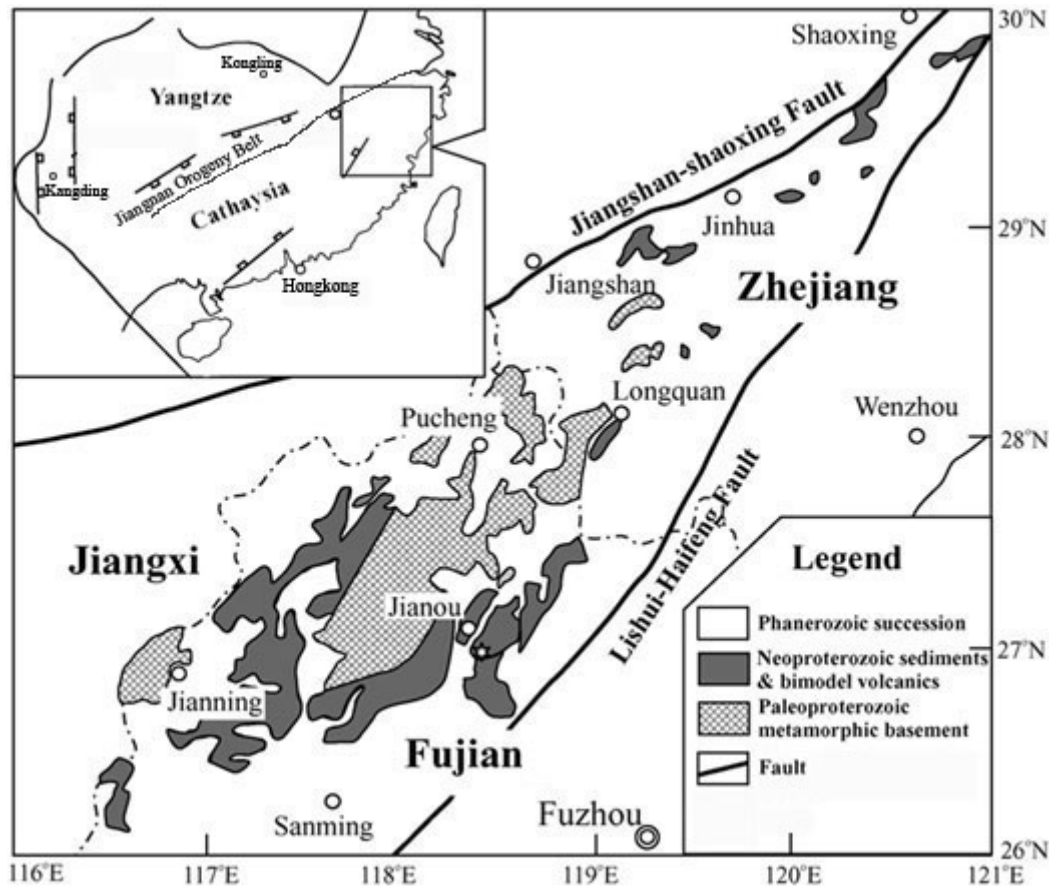 30°N
Shaoxing
Kongling
Yangtze
Jiangshan-shaoxing Fault
Jiangnan Orogeny Belt
Kangding
Cathaysia
Jinhua
29°N
Jiangshan
Hongkong
Zhejiang
Longquan
Pucheng
Wenzhou
28°N
Lishui-Haifeng Fault
Jiangxi
Legend
Jianou
Phanerozoic succession
27°N
Neoproterozoic sediments
& bimodel volcanics
Jianning
Paleoproterozoic
metamorphic basement
Fujian
Fault
Sanming
Fuzhou
26°N
116°E
117°E
118°E
119°E
120°E
121°E